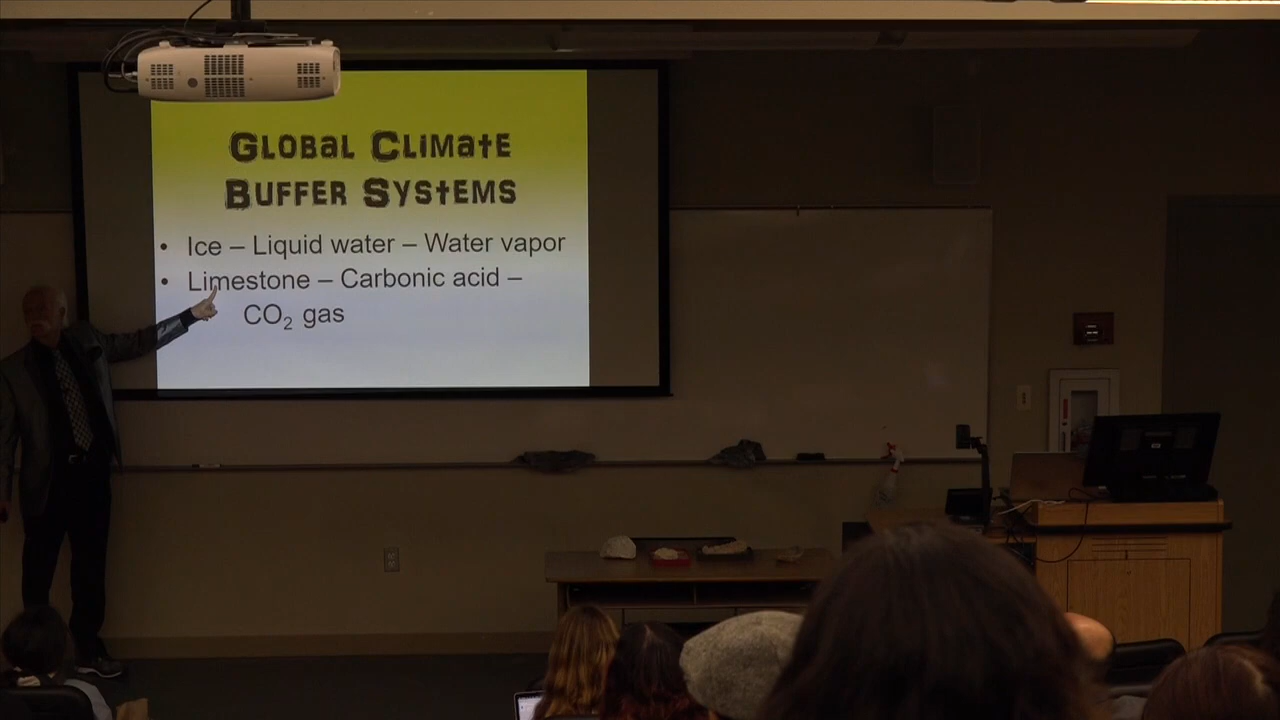 Global Climate
Buffer Systems
• Ice – Liquid water – Water vapor
• Limestone – Carbonic acid –
CO₂ gas